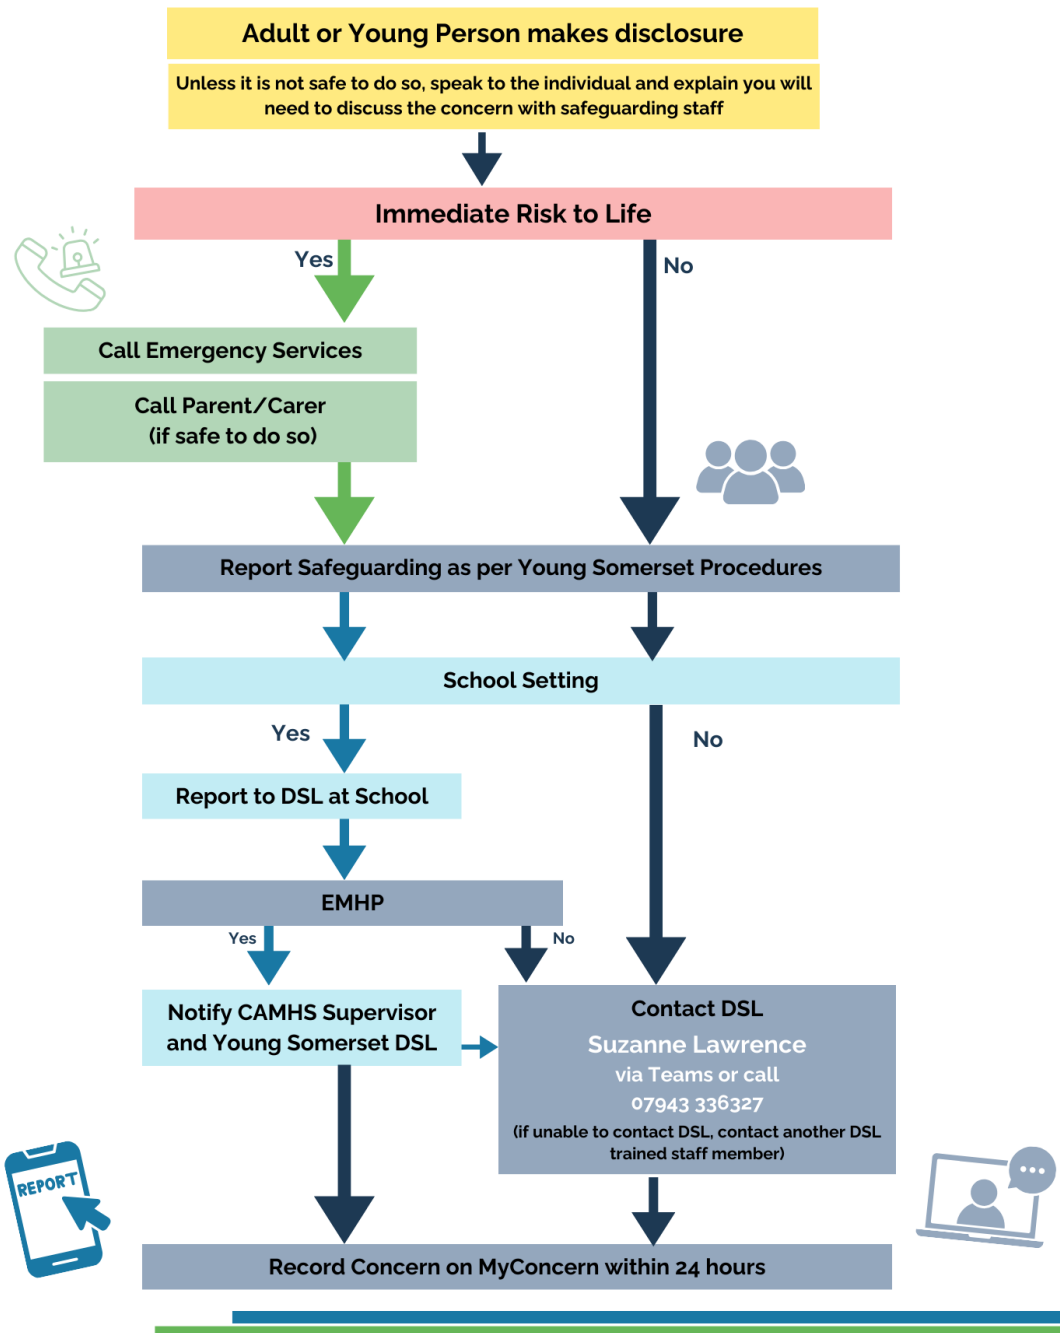 Adult or Young Person makes disclosure
Unless it is not safe to do so, speak to the individual and explain you will
need to discuss the concern with safeguarding staff
Immediate Risk to Life
Yes
No
Call Emergency Services
Call Parent/Carer
(if safe to do so)
Report Safeguarding as per Young Somerset Procedures
School Setting
Yes
No
Report to DSL at School
EMHP
Yes
No
Notify CAMHS Supervisor
and Young Somerset DSL
Contact DSL
Suzanne Lawrence
via Teams or call
07943 336327
(if unable to contact DSL, contact another DSL
trained staff member)
REPORT
Record Concern on MyConcern within 24 hours